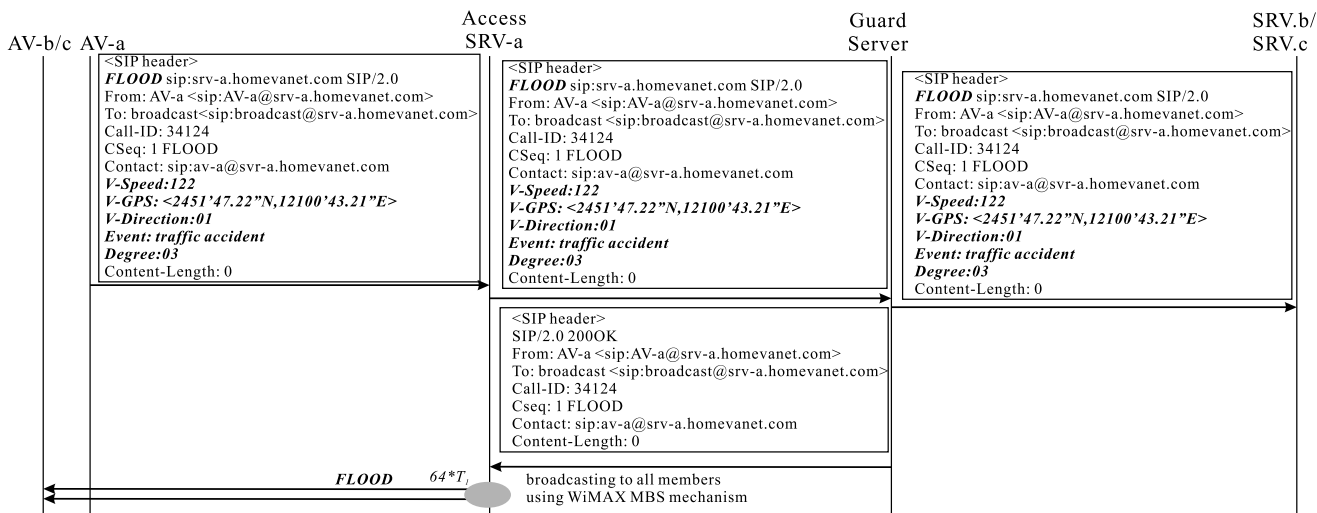 AV-b/c
AV-a
Access
SRV-a
Guard
Server
SRV.b/
SRV.c
<SIP header>
FLOOD sip:srv-a.homevanet.com SIP/2.0
From: AV-a <sip:AV-a@srv-a.homevanet.com>
To: broadcast<sip:broadcast@srv-a.homevanet.com>
Call-ID: 34124
CSeq: 1 FLOOD
Contact: sip:av-a@svr-a.homevanet.com
V-Speed:122
V-GPS: <2451’47.22”N,12100’43.21”E>
V-Direction:01
Event: traffic accident
Degree:03
Content-Length: 0
<SIP header>
FLOOD sip:srv-a.homevanet.com SIP/2.0
From: AV-a <sip:AV-a@srv-a.homevanet.com>
To: broadcast <sip:broadcast@srv-a.homevanet.com>
Call-ID: 34124
CSeq: 1 FLOOD
Contact: sip:av-a@svr-a.homevanet.com
V-Speed:122
V-GPS: <2451’47.22”N,12100’43.21”E>
V-Direction:01
Event: traffic accident
Degree:03
Content-Length: 0
<SIP header>
FLOOD sip:srv-a.homevanet.com SIP/2.0
From: AV-a <sip:AV-a@srv-a.homevanet.com>
To: broadcast <sip:broadcast@srv-a.homevanet.com>
Call-ID: 34124
CSeq: 1 FLOOD
Contact: sip:av-a@svr-a.homevanet.com
V-Speed:122
V-GPS: <2451’47.22”N,12100’43.21”E>
V-Direction:01
Event: traffic accident
Degree:03
Content-Length: 0
<SIP header>
SIP/2.0 200OK
From: AV-a <sip:AV-a@srv-a.homevanet.com>
To: broadcast <sip:broadcast@srv-a.homevanet.com>
Call-ID: 34124
Cseq: 1 FLOOD
Contact: sip:av-a@srv-a.homevanet.com
Content-Length: 0
FLOOD 64*T1
broadcasting to all members
using WiMAX MBS mechanism